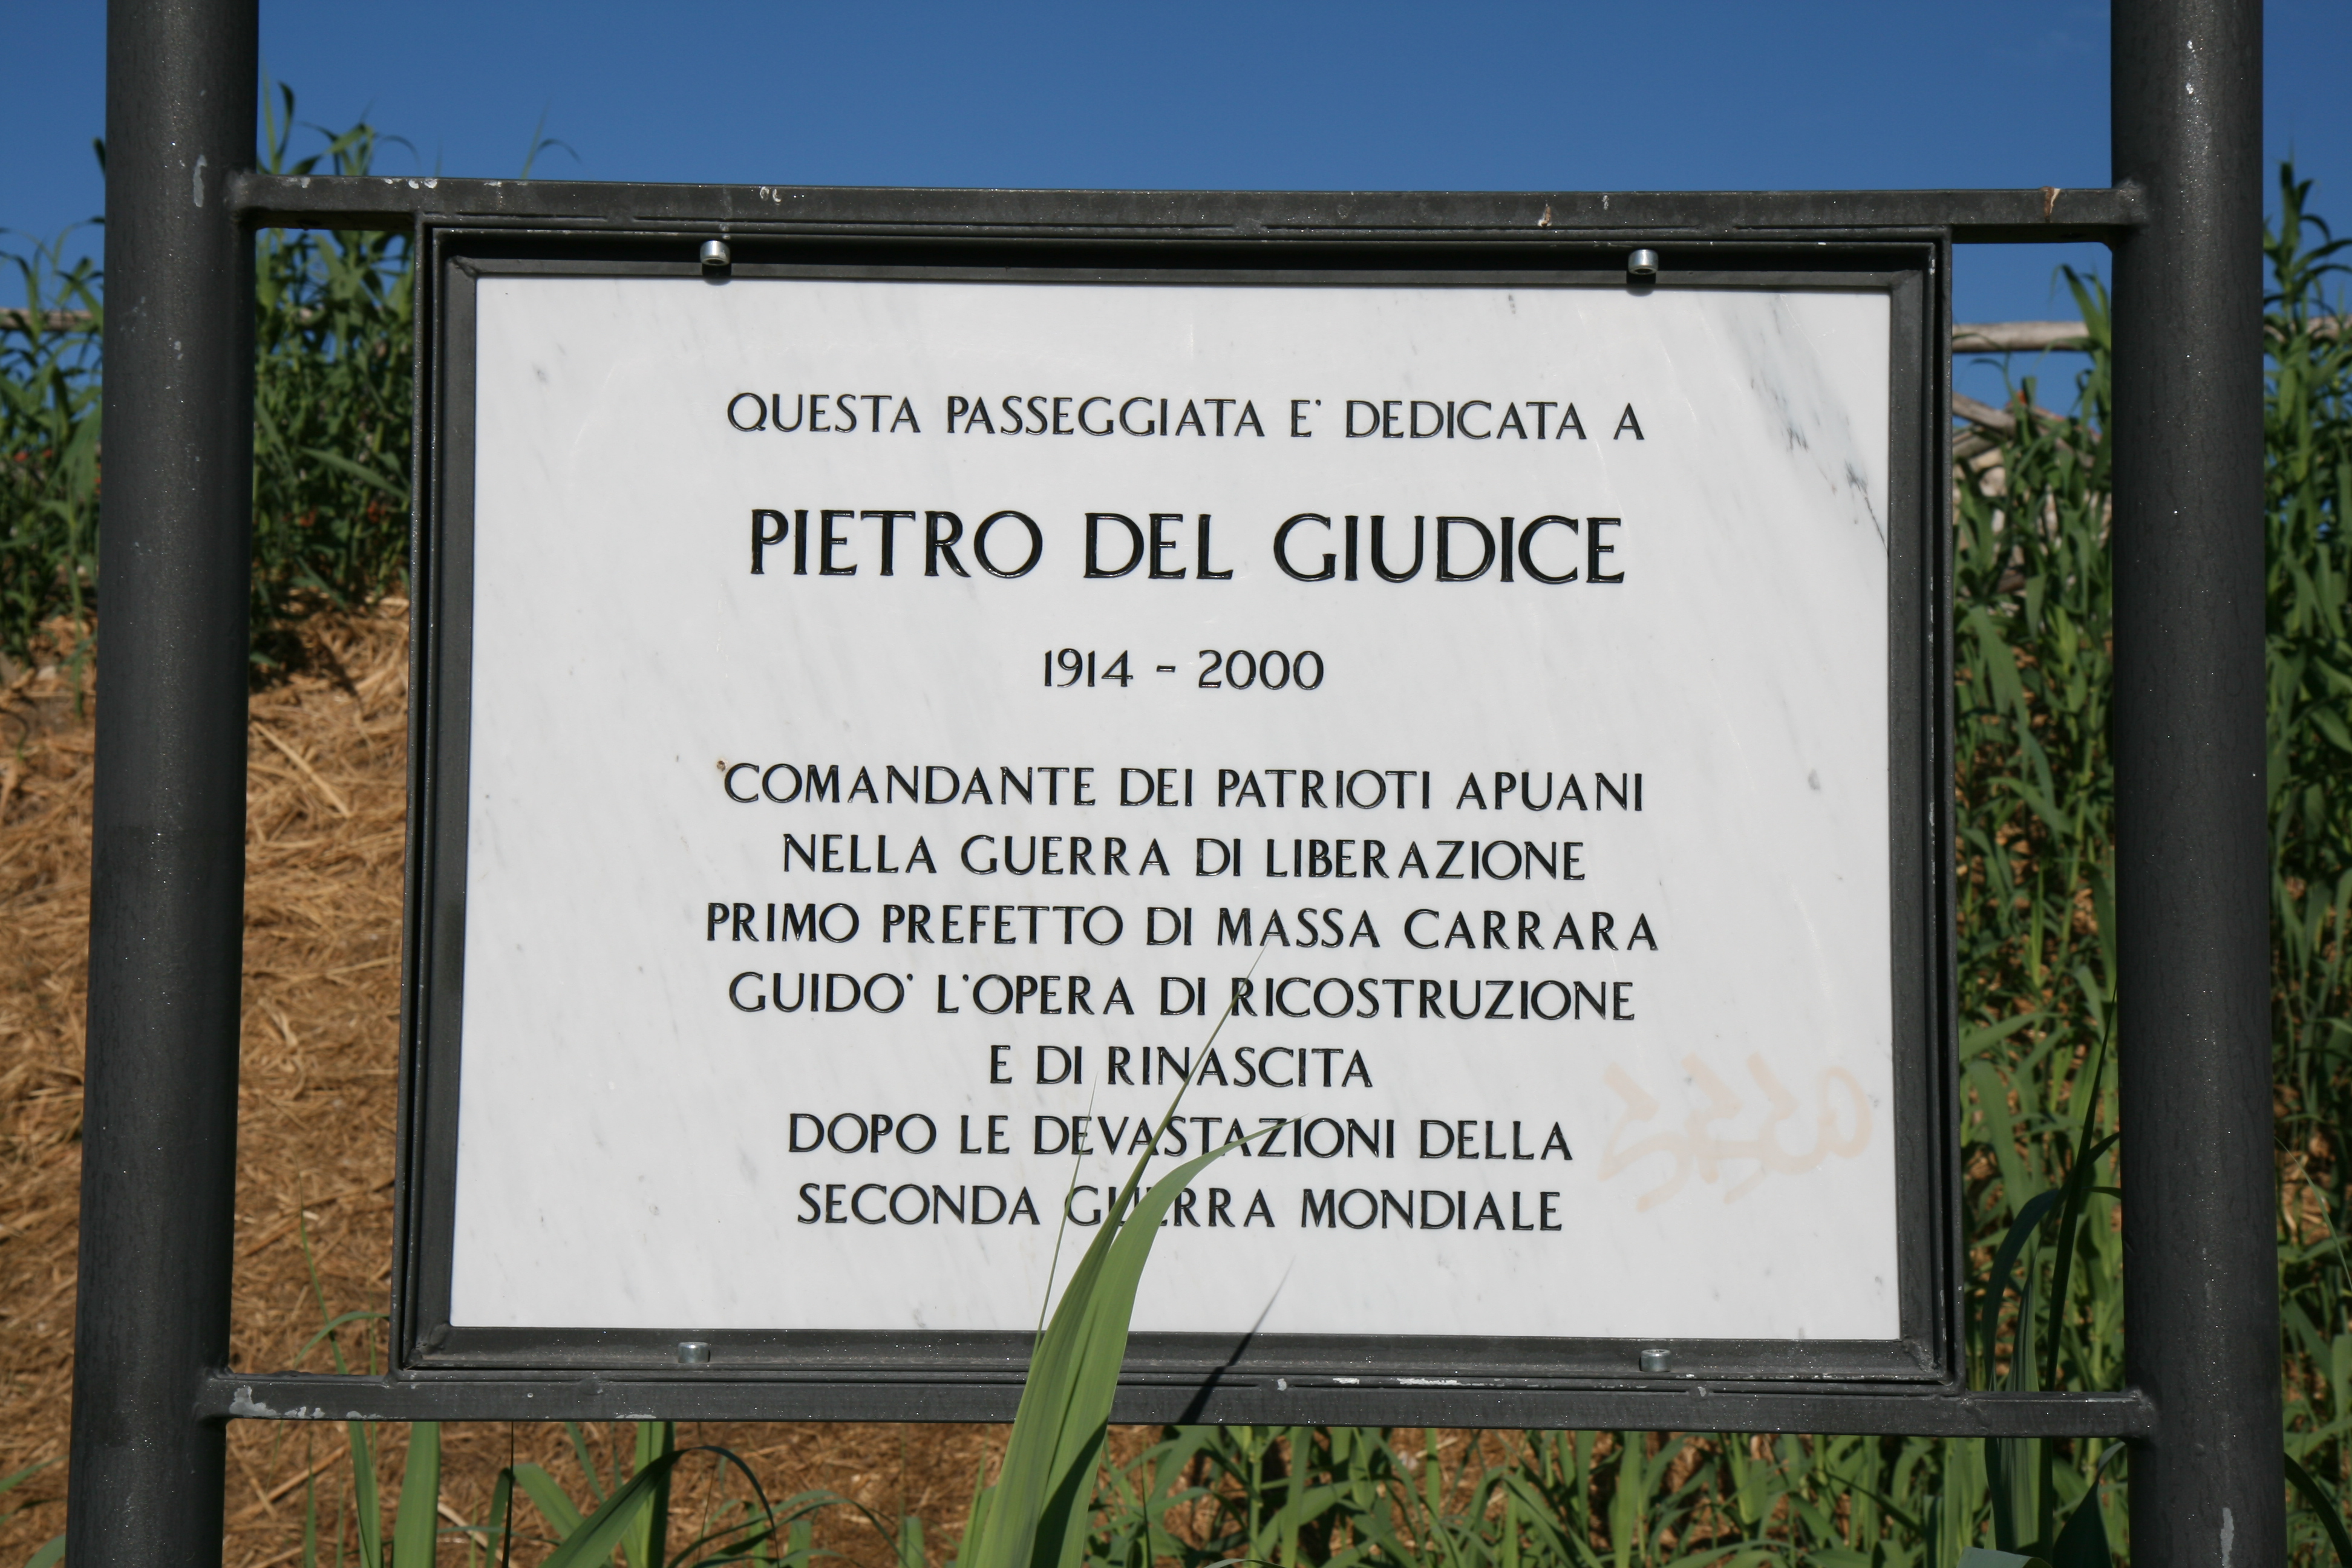 QUESTA PASSEGGIATA E' DEDICATA A
PIETRO DEL GIUDICE
1914 - 2000
COMANDANTE DEI PATRIOTI APUANI
NELLA GUERRA DI LIBERAZIONE
PRIMO PREFETTO DI MASSA CARRARA
GUIDO' L'OPERA DI RICOSTRUZIONE
E DI RINASCITA
DOPO LE DEVASTAZIONI DELLA
SECONDA GUERRA MONDIALE